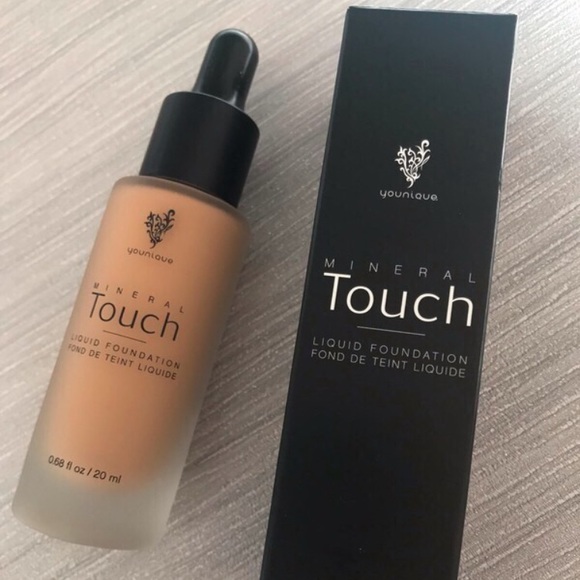 younique
MINERAL
Touch
LIQUID FOUNDATION
FOND DE TEINT LIQUIDE
0.68 fl oz / 20 ml
younique
MINERAL
Touch
LIQUID FOUNDATION
FOND DE TEINT LIQUIDE